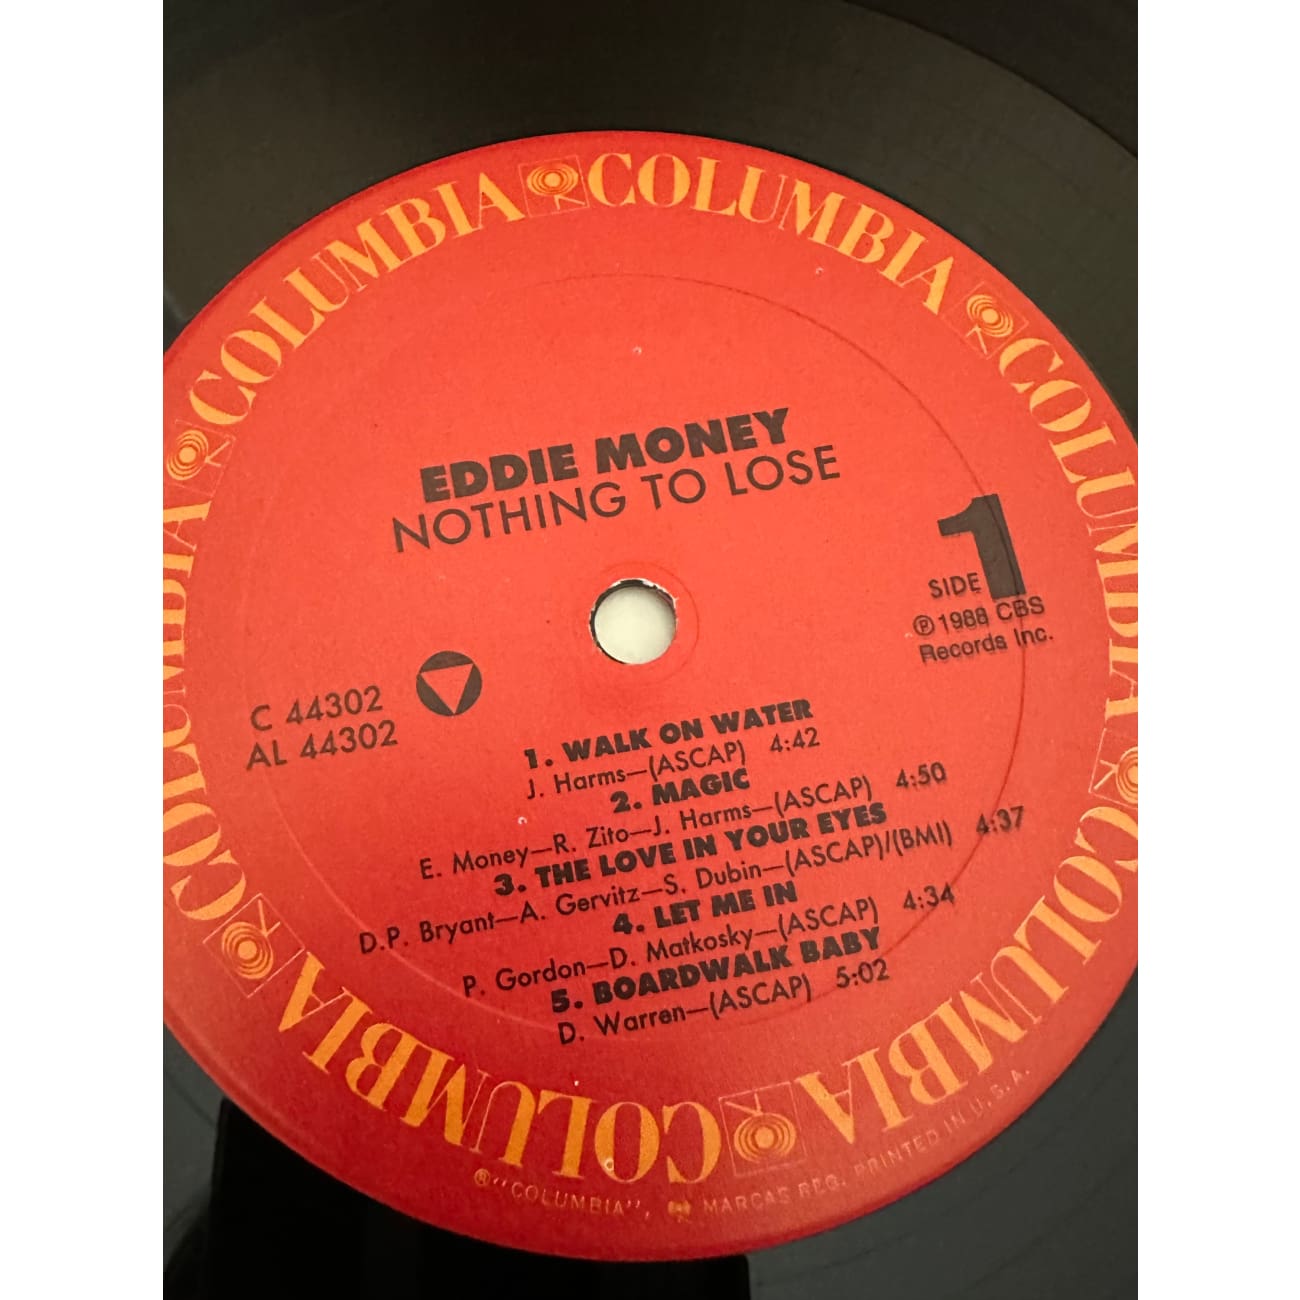 COLUMBIA COLUMBIA COLUMBIA COLUMBIA COLUMBIA COLUMBIA
EDDIE MONEY
NOTHING TO LOSE
1
SIDE
℗ 1988 CBS
Records Inc.
C 44302
AL 44302
1. WALK ON WATER
J. Harms—(ASCAP) 4:42
2. MAGIC
E. Money—R. Zito—J. Harms—(ASCAP) 4:50
3. THE LOVE IN YOUR EYES
D.P. Bryant—A. Gervitz—S. Dubin—(ASCAP)/(BMI) 4:37
4. LET ME IN
P. Gordon—D. Matkosky—(ASCAP) 4:34
5. BOARDWALK BABY
D. Warren—(ASCAP) 5:02
® "COLUMBIA", MARCAS REG. PRINTED IN U.S.A.